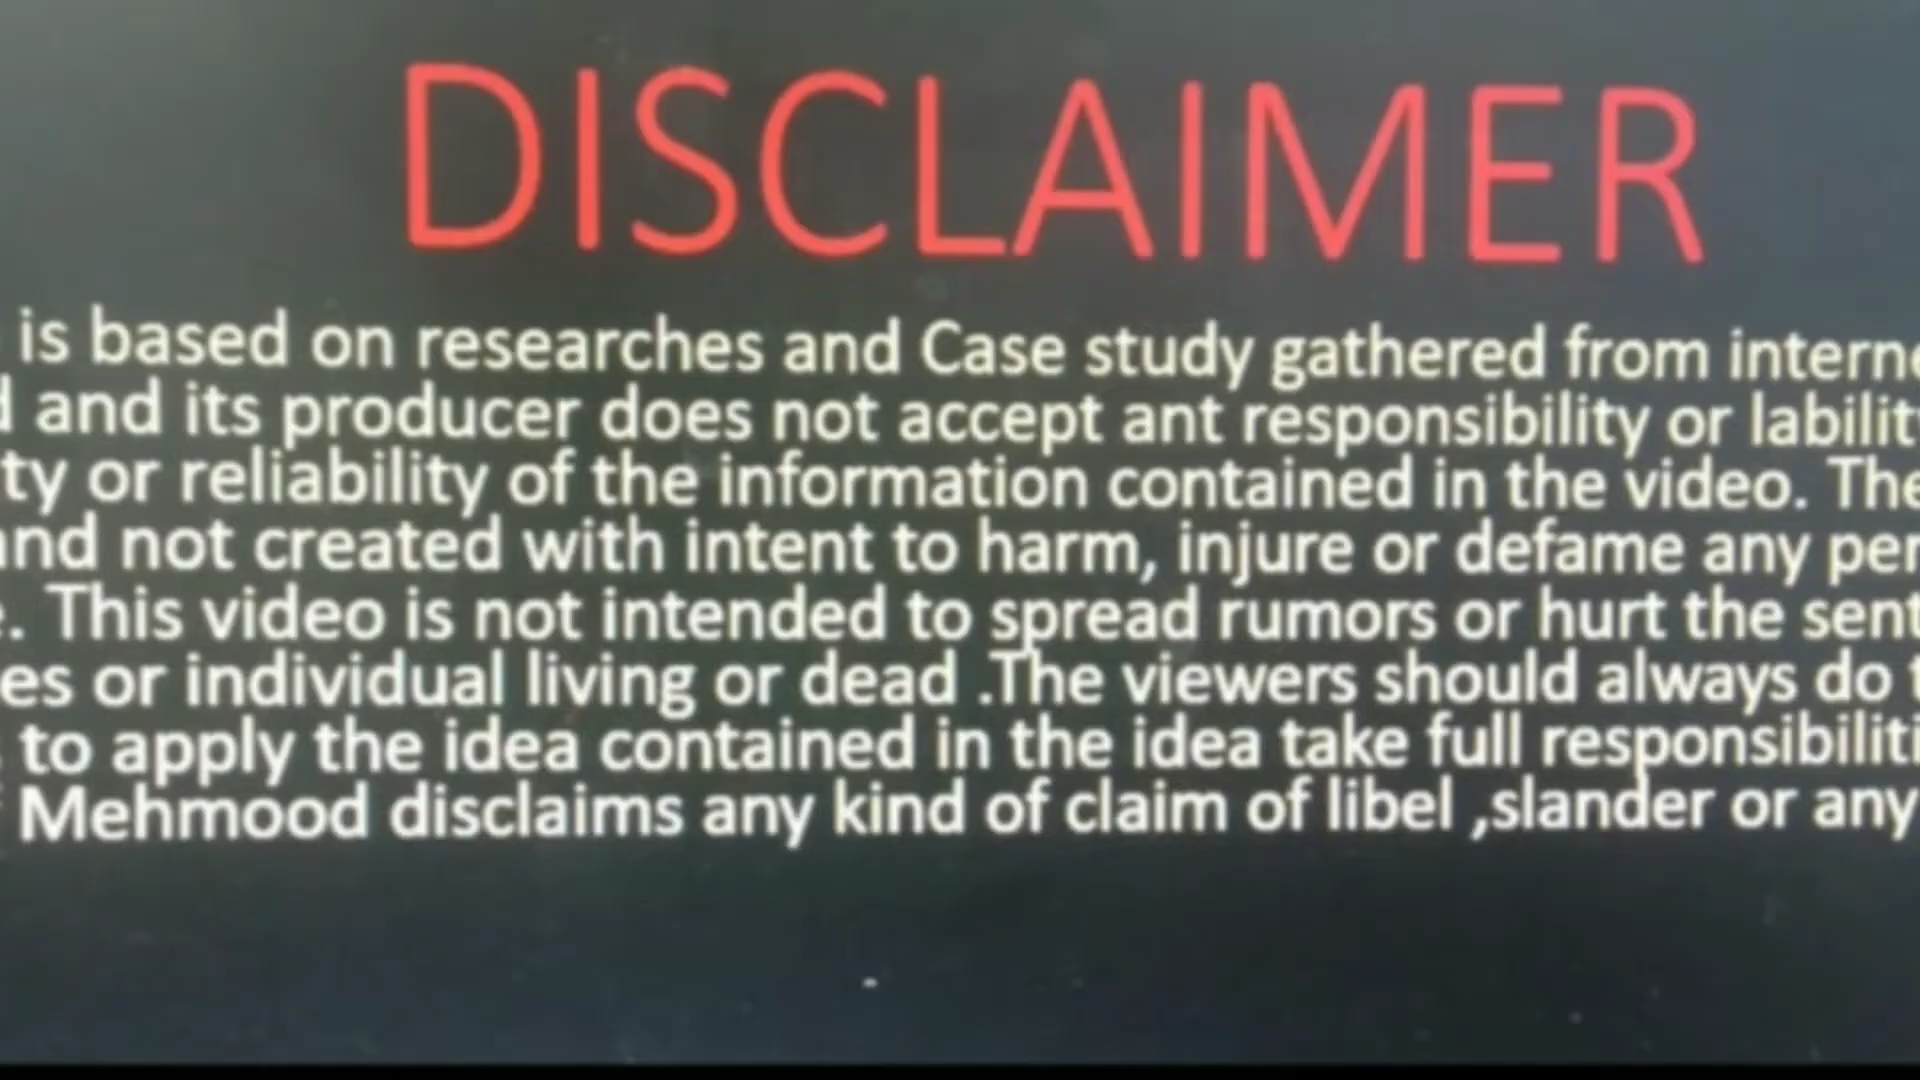 DISCLAIMER
is based on researches and Case study gathered from interne
d and its producer does not accept ant responsibility or labilit
ty or reliability of the information contained in the video. The
and not created with intent to harm, injure or defame any per
e. This video is not intended to spread rumors or hurt the sent
es or individual living or dead .The viewers should always do t
to apply the idea contained in the idea take full responsibiliti
Mehmood disclaims any kind of claim of libel ,slander or any